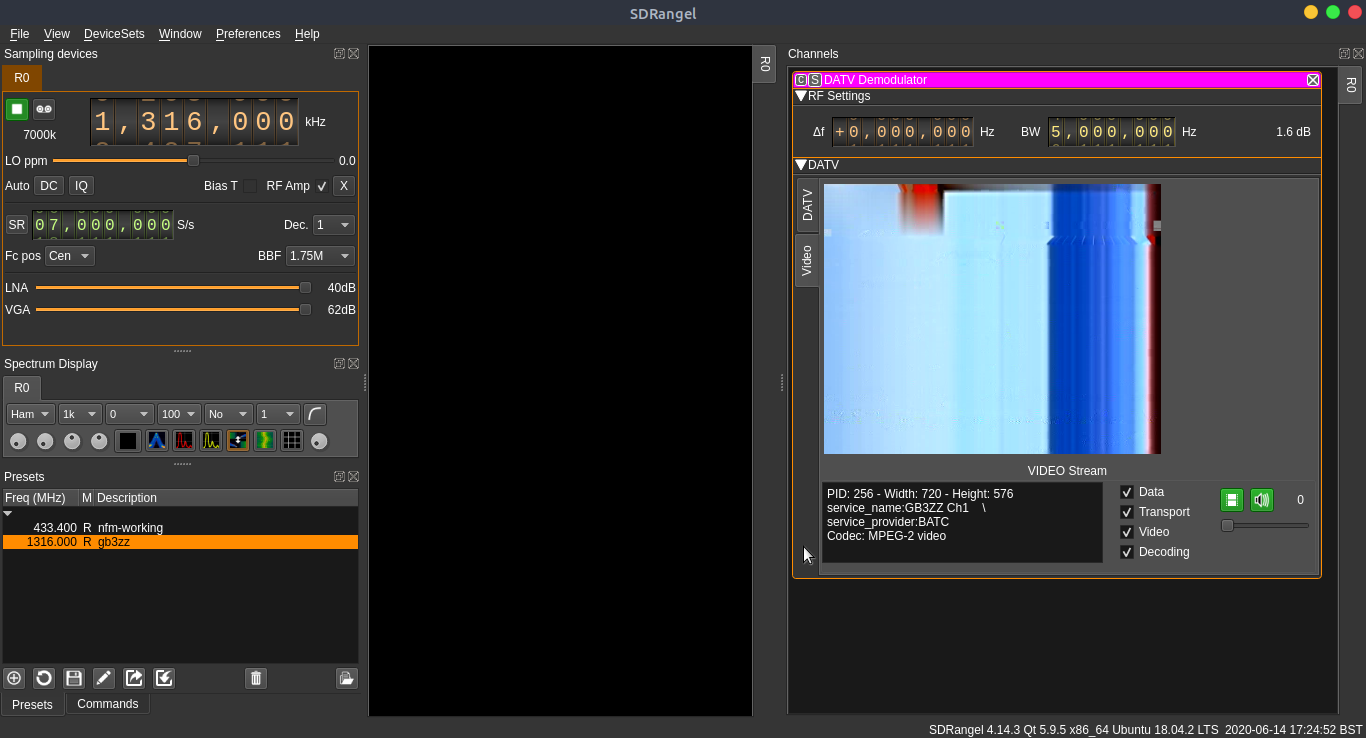 SDRangel
File View DeviceSets Window Preferences Help
Sampling devices
R0
7000k
1,316,000 kHz
LO ppm 0.0
Auto DC IQ Bias T RF Amp X
SR 07,000,000 S/s Dec. 1
Fc pos Cen BBF 1.75M
LNA 40dB
VGA 62dB
Spectrum Display
R0
Ham 1k 0 100 No 1
Presets
Freq (MHz) M Description
433.400 R nfm-working
1316.000 R gb3zz
Presets Commands
R0
Channels
R0
C S DATV Demodulator
RF Settings
Δf +0,000,000 Hz BW 5,000,000 Hz 1.6 dB
DATV
DATV
Video
VIDEO Stream
PID: 256 - Width: 720 - Height: 576
service_name:GB3ZZ Ch1 \
service_provider:BATC
Codec: MPEG-2 video
Data
Transport
Video
Decoding
0
SDRangel 4.14.3 Qt 5.9.5 x86_64 Ubuntu 18.04.2 LTS 2020-06-14 17:24:52 BST